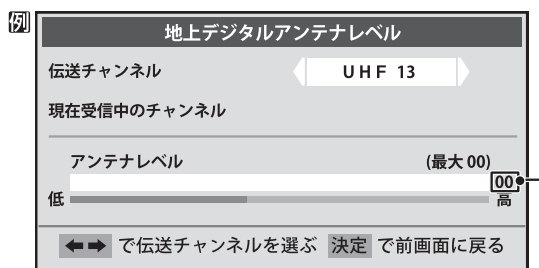 例
地上デジタルアンテナレベル
伝送チャンネル UHF 13
現在受信中のチャンネル
アンテナレベル (最大 00)
00
低 高
で伝送チャンネルを選ぶ 決定 で前画面に戻る